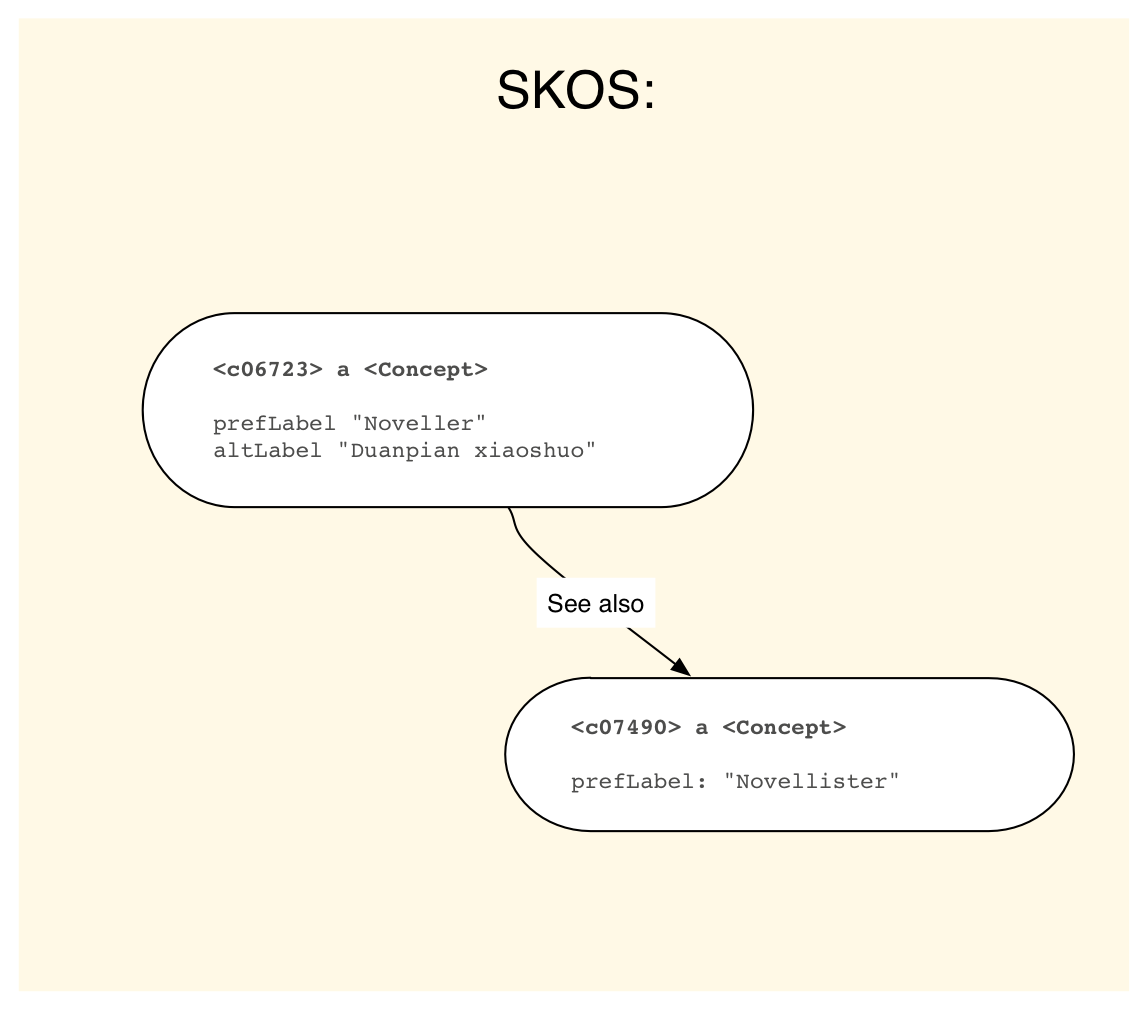 SKOS:
<c06723> a <Concept>
prefLabel "Noveller"
altLabel "Duanpian xiaoshuo"
See also
<c07490> a <Concept>
prefLabel: "Novellister"